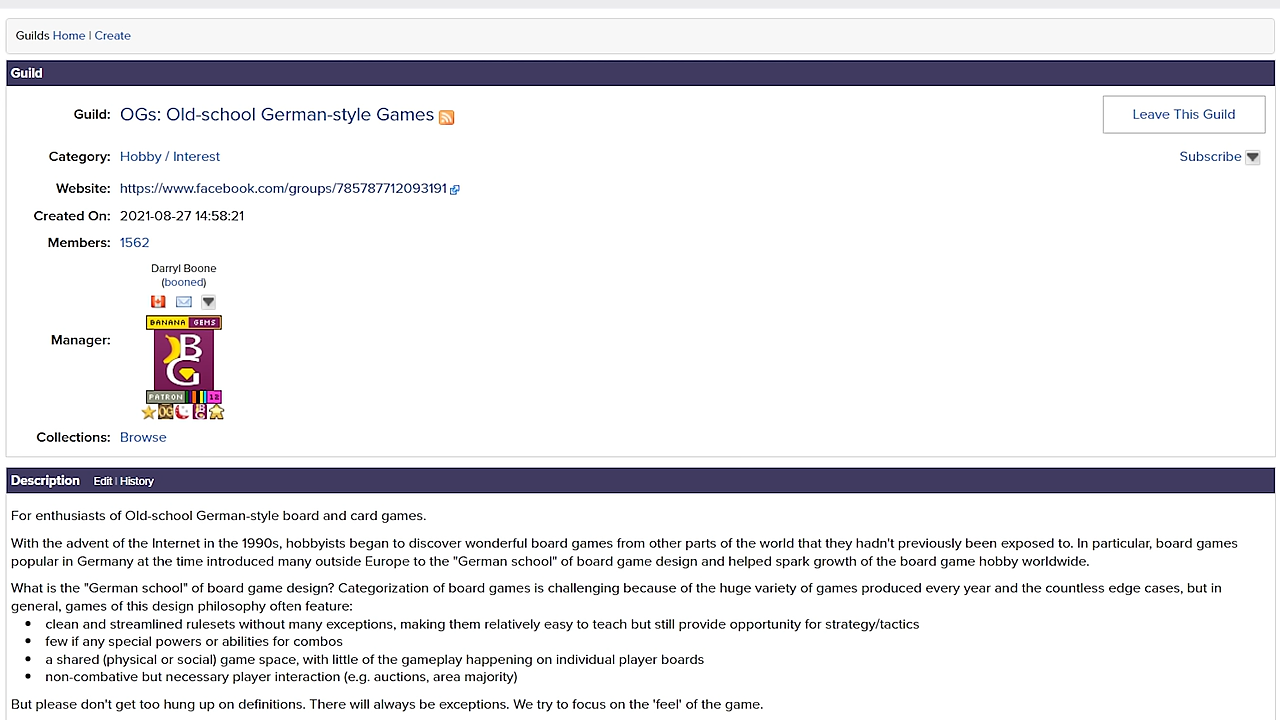 Guilds Home | Create
Guild
Guild: OGs: Old-school German-style Games
Leave This Guild
Category: Hobby / Interest
Subscribe
Website: https://www.facebook.com/groups/785787712093191
Created On: 2021-08-27 14:58:21
Members: 1562
Darryl Boone
(booned)
BANANA GEMS
Manager:
BG
PATRON 12
OG
Collections: Browse
Description Edit | History
For enthusiasts of Old-school German-style board and card games.
With the advent of the Internet in the 1990s, hobbyists began to discover wonderful board games from other parts of the world that they hadn't previously been exposed to. In particular, board games
popular in Germany at the time introduced many outside Europe to the "German school" of board game design and helped spark growth of the board game hobby worldwide.
What is the "German school" of board game design? Categorization of board games is challenging because of the huge variety of games produced every year and the countless edge cases, but in
general, games of this design philosophy often feature:
• clean and streamlined rulesets without many exceptions, making them relatively easy to teach but still provide opportunity for strategy/tactics
• few if any special powers or abilities for combos
• a shared (physical or social) game space, with little of the gameplay happening on individual player boards
• non-combative but necessary player interaction (e.g. auctions, area majority)
But please don't get too hung up on definitions. There will always be exceptions. We try to focus on the 'feel' of the game.